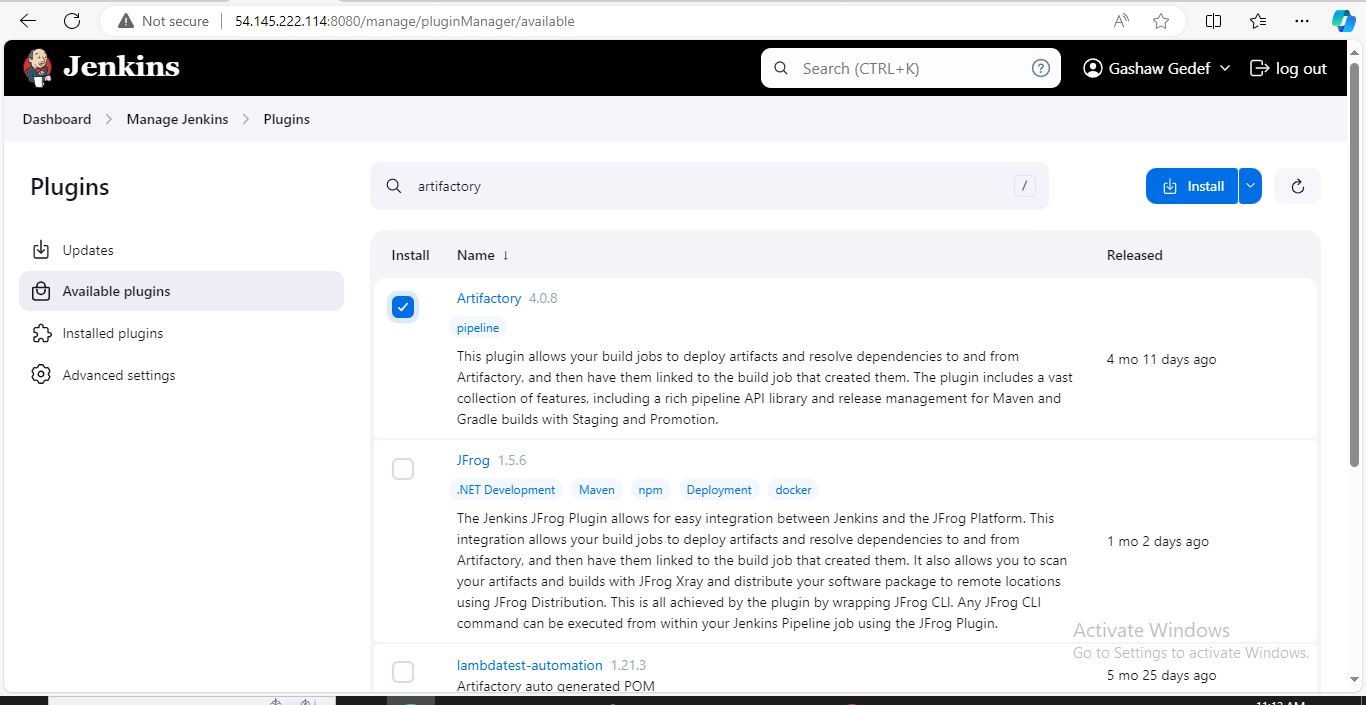 Not secure 54.145.222.114:8080/manage/pluginManager/available
Jenkins
Search (CTRL+K)
Gashaw Gedef
log out
Dashboard
Manage Jenkins
Plugins
Plugins
artifactory
/
Install
Updates
Available plugins
Installed plugins
Advanced settings
Install
Name ↓
Released
Artifactory 4.0.8
pipeline
This plugin allows your build jobs to deploy artifacts and resolve dependencies to and from
Artifactory, and then have them linked to the build job that created them. The plugin includes a vast
collection of features, including a rich pipeline API library and release management for Maven and
Gradle builds with Staging and Promotion.
4 mo 11 days ago
JFrog 1.5.6
.NET Development Maven npm Deployment docker
The Jenkins JFrog Plugin allows for easy integration between Jenkins and the JFrog Platform. This
integration allows your build jobs to deploy artifacts and resolve dependencies to and from
Artifactory, and then have them linked to the build job that created them. It also allows you to scan
your artifacts and builds with JFrog Xray and distribute your software package to remote locations
using JFrog Distribution. This is all achieved by the plugin by wrapping JFrog CLI. Any JFrog CLI
command can be executed from within your Jenkins Pipeline job using the JFrog Plugin.
1 mo 2 days ago
lambdatest-automation 1.21.3
Artifactory auto generated POM
5 mo 25 days ago
Activate Windows
Go to Settings to activate Windows.